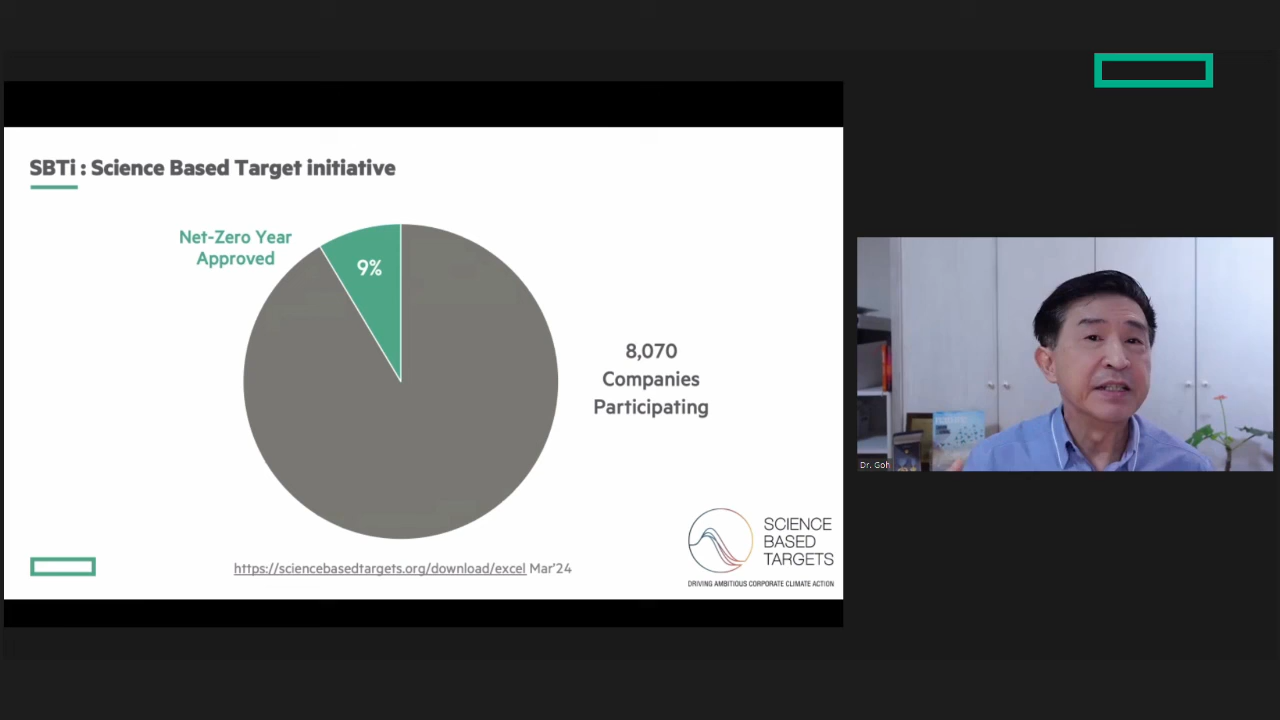 SBTi : Science Based Target initiative
Net-Zero Year
Approved
9%
8,070
Companies
Participating
https://sciencebasedtargets.org/download/excel Mar'24
SCIENCE
BASED
TARGETS
DRIVING AMBITIOUS CORPORATE CLIMATE ACTION
Dr. Goh